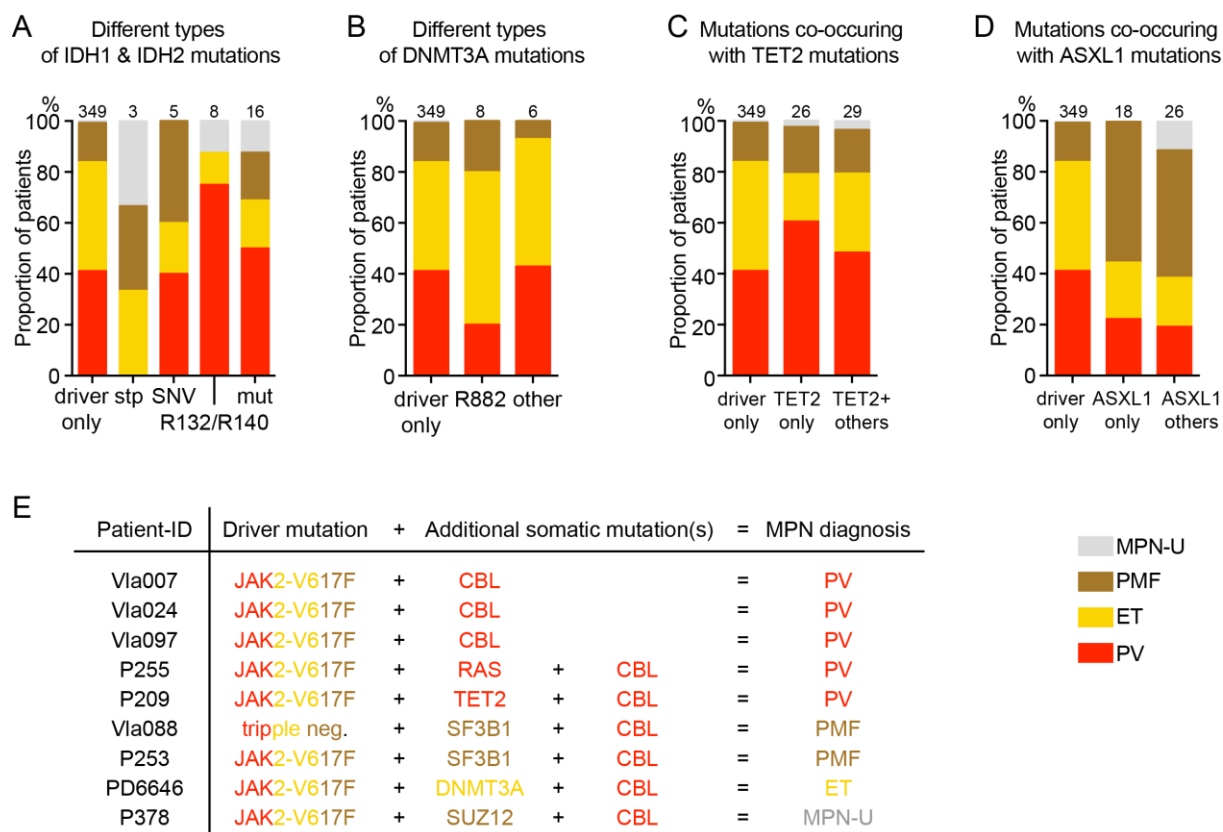 A
Different types
of IDH1 & IDH2 mutations
%
349 3 5 8 16
100
80
60
40
20
0
Proportion of patients
driver only
stp
SNV
R132/R140
mut
B
Different types
of DNMT3A mutations
%
349 8 6
100
80
60
40
20
0
Proportion of patients
driver only
R882
other
C
Mutations co-occuring
with TET2 mutations
%
349 26 29
100
80
60
40
20
0
Proportion of patients
driver only
TET2 only
TET2+ others
D
Mutations co-occuring
with ASXL1 mutations
%
349 18 26
100
80
60
40
20
0
Proportion of patients
driver only
ASXL1 only
ASXL1 others
E
Patient-ID Driver mutation + Additional somatic mutation(s) = MPN diagnosis
Vla007 JAK2-V617F + CBL = PV
Vla024 JAK2-V617F + CBL = PV
Vla097 JAK2-V617F + CBL = PV
P255 JAK2-V617F + RAS + CBL = PV
P209 JAK2-V617F + TET2 + CBL = PV
Vla088 tripple neg. + SF3B1 + CBL = PMF
P253 JAK2-V617F + SF3B1 + CBL = PMF
PD6646 JAK2-V617F + DNMT3A + CBL = ET
P378 JAK2-V617F + SUZ12 + CBL = MPN-U
MPN-U
PMF
ET
PV